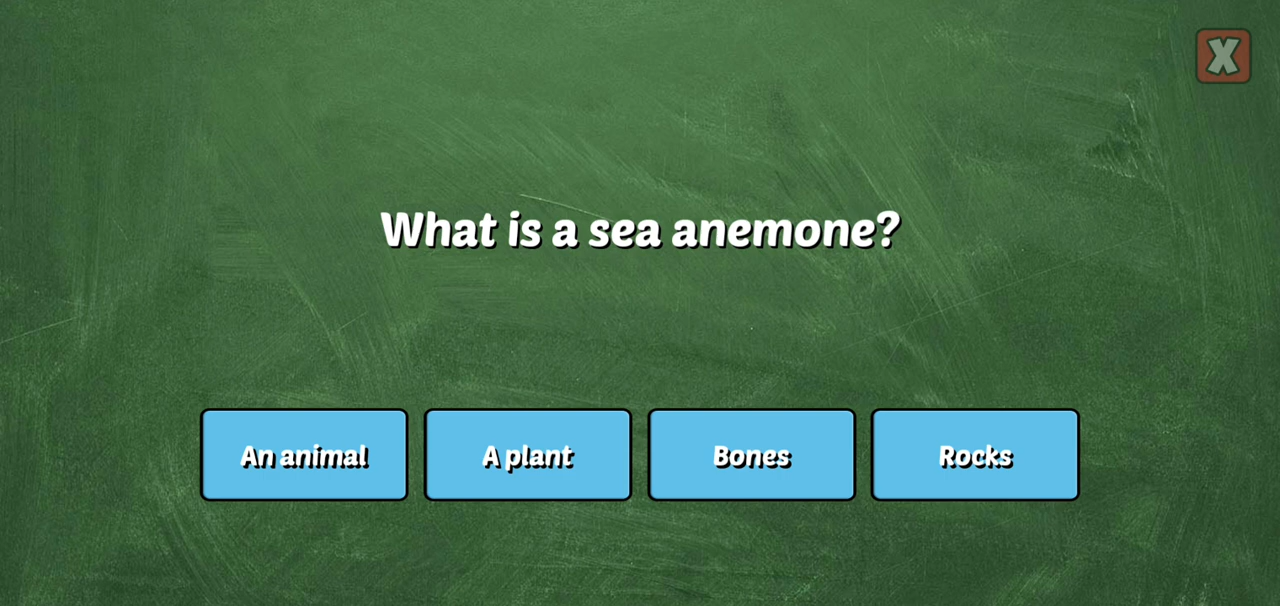 X
What is a sea anemone?
An animal
A plant
Bones
Rocks